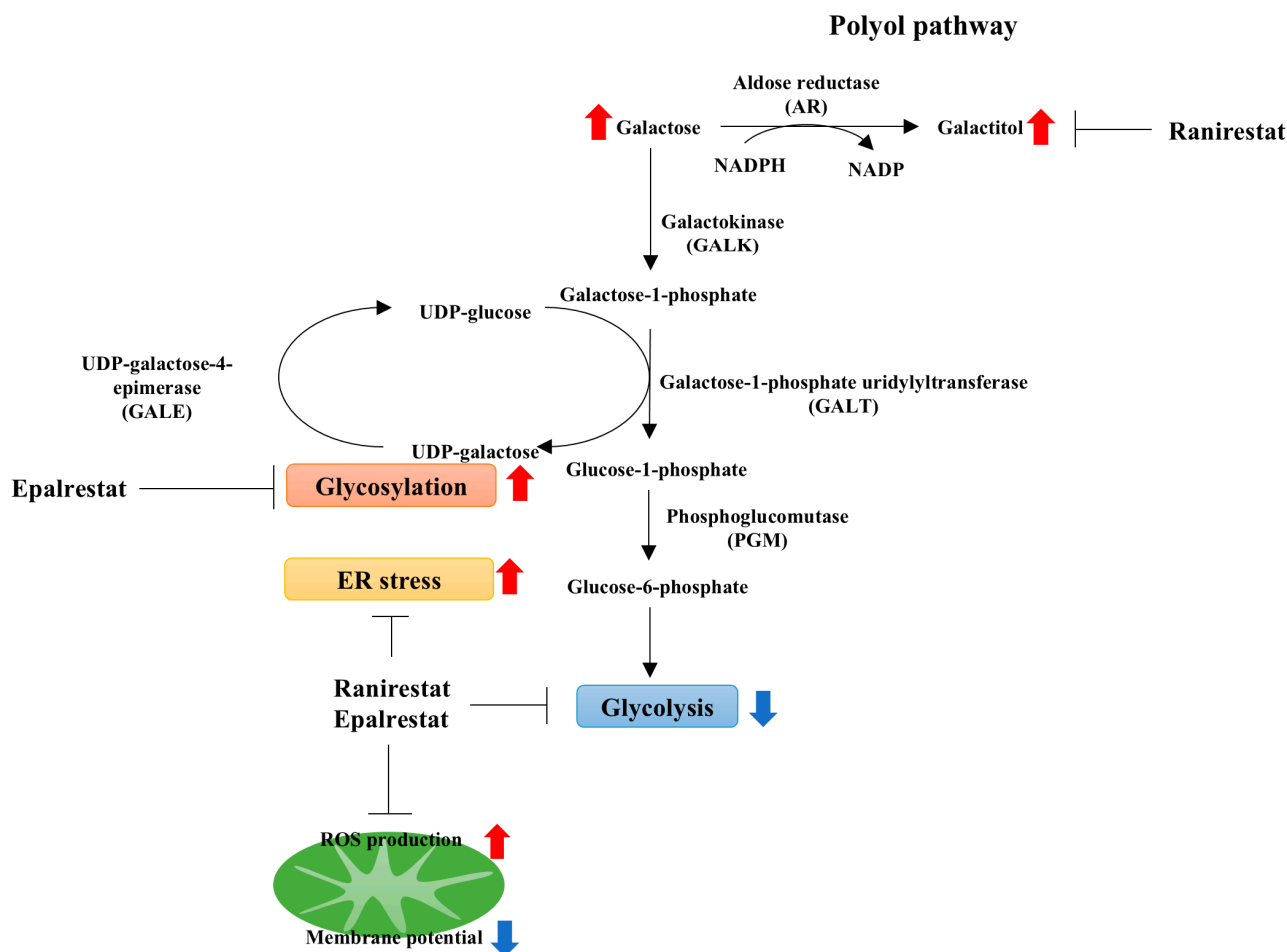 Polyol pathway
Aldose reductase
(AR)
Galactose
Galactitol
Ranirestat
NADPH
NADP
Galactokinase
(GALK)
Galactose-1-phosphate
UDP-glucose
UDP-galactose-4-
epimerase
(GALE)
Galactose-1-phosphate uridylyltransferase
(GALT)
UDP-galactose
Glucose-1-phosphate
Epalrestat
Glycosylation
Phosphoglucomutase
(PGM)
ER stress
Glucose-6-phosphate
Ranirestat
Epalrestat
Glycolysis
ROS production
Membrane potential